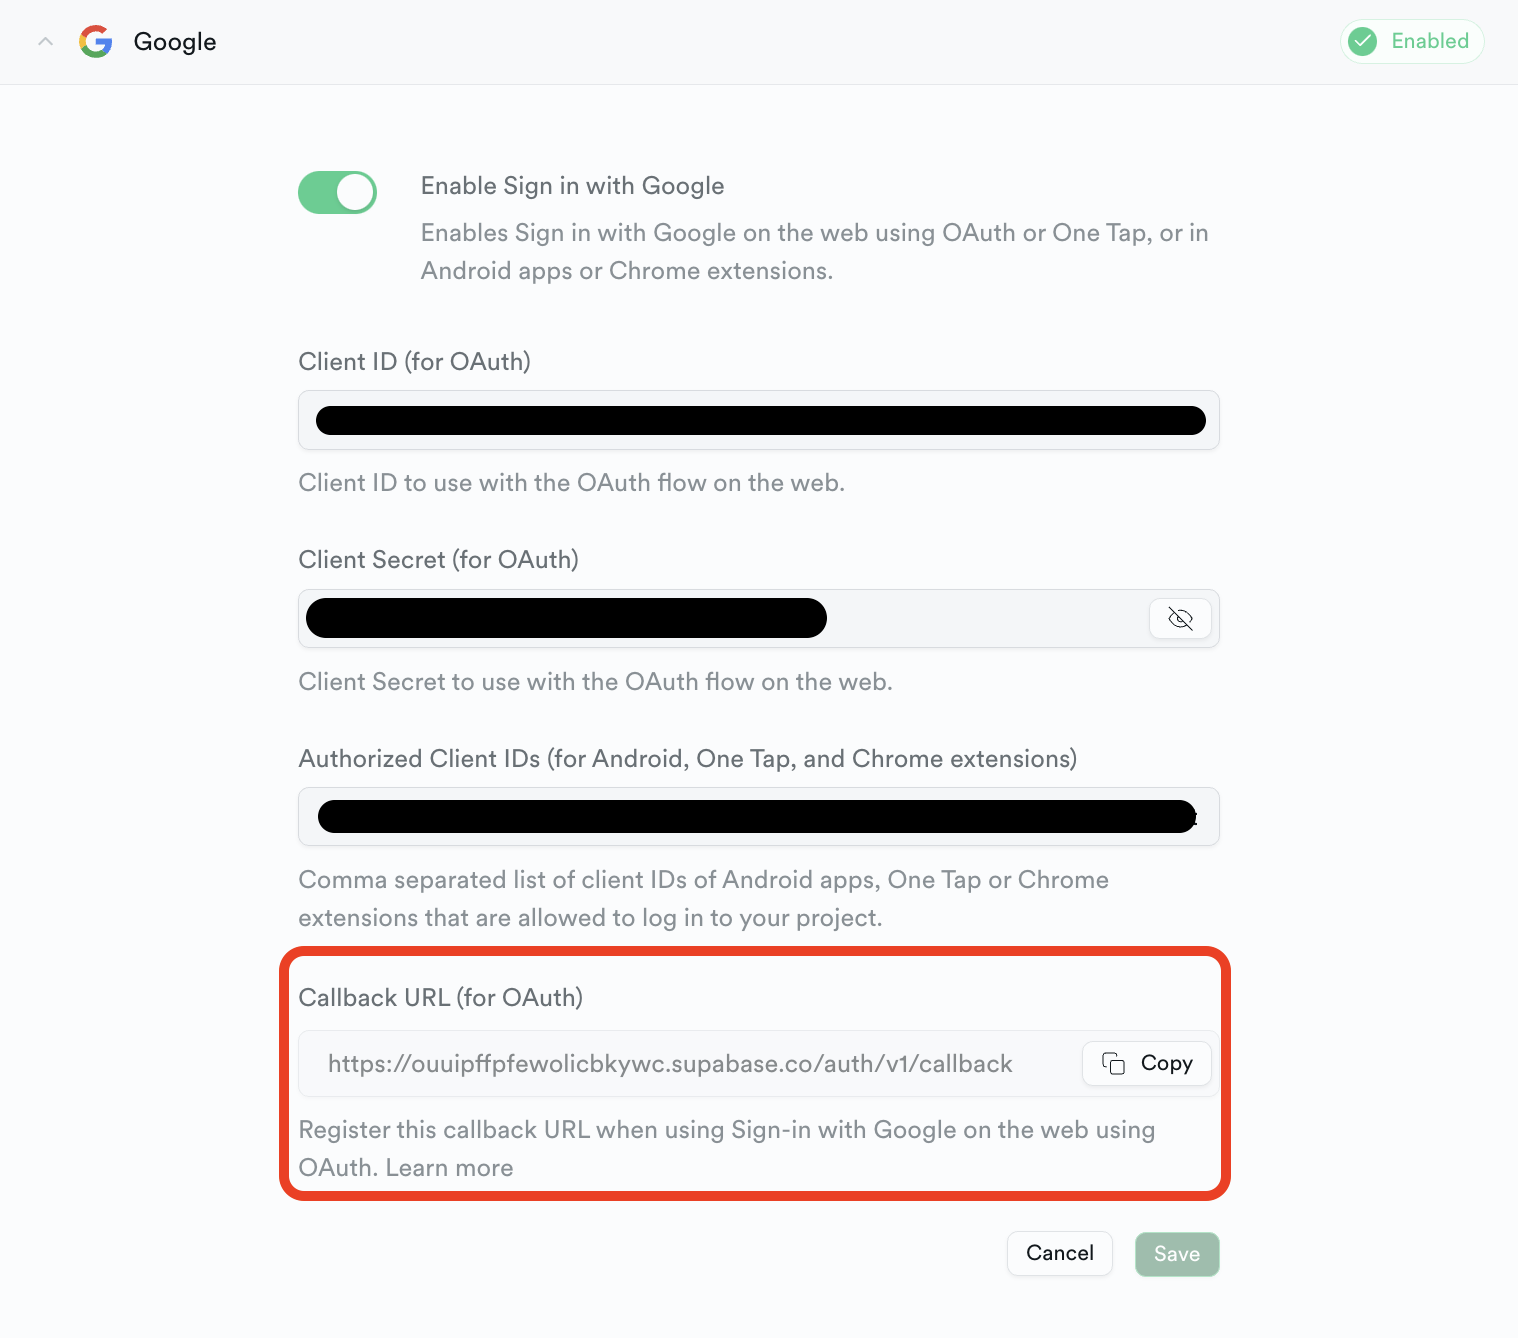 Google
Enabled
Enable Sign in with Google
Enables Sign in with Google on the web using OAuth or One Tap, or in
Android apps or Chrome extensions.
Client ID (for OAuth)
Client ID to use with the OAuth flow on the web.
Client Secret (for OAuth)
Client Secret to use with the OAuth flow on the web.
Authorized Client IDs (for Android, One Tap, and Chrome extensions)
Comma separated list of client IDs of Android apps, One Tap or Chrome
extensions that are allowed to log in to your project.
Callback URL (for OAuth)
https://ouuipffpfewolicbkywc.supabase.co/auth/v1/callback
Copy
Register this callback URL when using Sign-in with Google on the web using
OAuth. Learn more
Cancel
Save